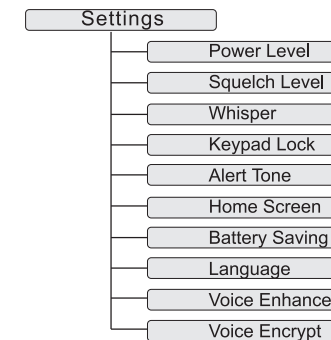 Settings
Power Level
Squelch Level
Whisper
Keypad Lock
Alert Tone
Home Screen
Battery Saving
Language
Voice Enhance
Voice Encrypt